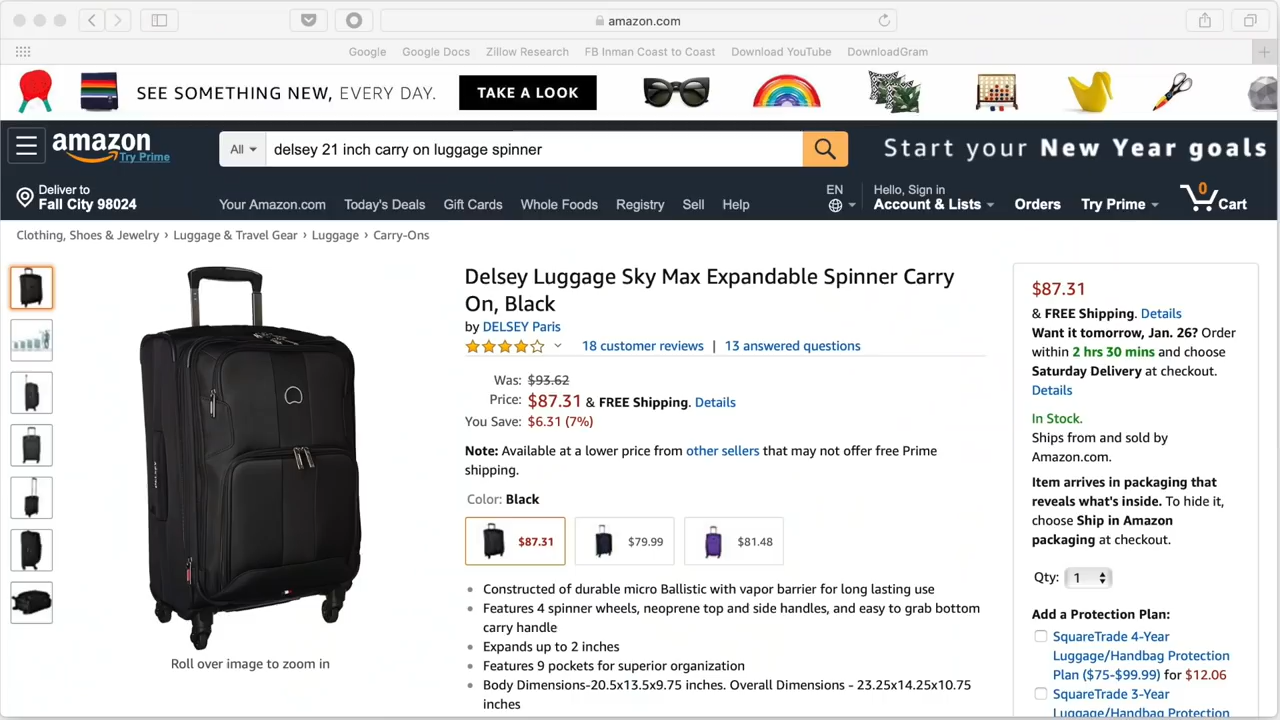 amazon.com
Google Google Docs Zillow Research FB Inman Coast to Coast Download YouTube DownloadGram
SEE SOMETHING NEW, EVERY DAY. TAKE A LOOK
amazon
Try Prime
All
delsey 21 inch carry on luggage spinner
Start your New Year goals
Deliver to
Fall City 98024
Your Amazon.com Today's Deals Gift Cards Whole Foods Registry Sell Help
EN
Hello, Sign in
Account & Lists
Orders
Try Prime
0
Cart
Clothing, Shoes & Jewelry › Luggage & Travel Gear › Luggage › Carry-Ons
Roll over image to zoom in
Delsey Luggage Sky Max Expandable Spinner Carry
On, Black
by DELSEY Paris
18 customer reviews | 13 answered questions
Was: $93.62
Price: $87.31 & FREE Shipping. Details
You Save: $6.31 (7%)
Note: Available at a lower price from other sellers that may not offer free Prime
shipping.
Color: Black
$87.31 $79.99 $81.48
• Constructed of durable micro Ballistic with vapor barrier for long lasting use
• Features 4 spinner wheels, neoprene top and side handles, and easy to grab bottom
carry handle
• Expands up to 2 inches
• Features 9 pockets for superior organization
• Body Dimensions-20.5x13.5x9.75 inches. Overall Dimensions - 23.25x14.25x10.75
inches
$87.31
& FREE Shipping. Details
Want it tomorrow, Jan. 26? Order
within 2 hrs 30 mins and choose
Saturday Delivery at checkout.
Details
In Stock.
Ships from and sold by
Amazon.com.
Item arrives in packaging that
reveals what's inside. To hide it,
choose Ship in Amazon
packaging at checkout.
Qty: 1
Add a Protection Plan:
SquareTrade 4-Year
Luggage/Handbag Protection
Plan ($75-$99.99) for $12.06
SquareTrade 3-Year
Luggage/Handbag Protection